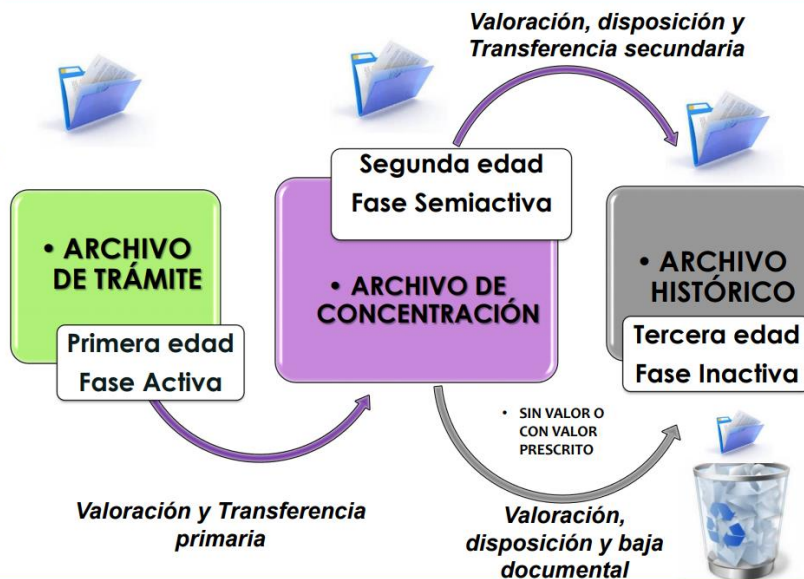 Valoración, disposición y
Transferencia secundaria
Segunda edad
Fase Semiactiva
• ARCHIVO
DE TRÁMITE
Primera edad
Fase Activa
• ARCHIVO DE
CONCENTRACIÓN
• ARCHIVO
HISTÓRICO
Tercera edad
Fase Inactiva
• SIN VALOR O
CON VALOR
PRESCRITO
Valoración y Transferencia
primaria
Valoración,
disposición y baja
documental